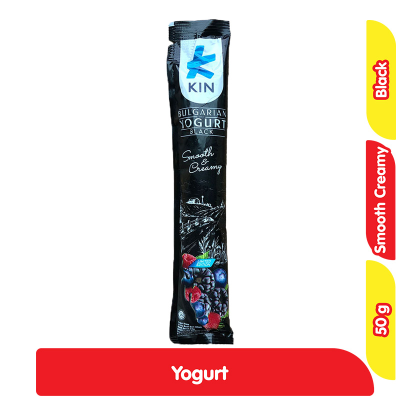 KIN
BULGARIAN
YOGURT
BLACK
Smooth
&
Creamy
Black
Smooth Creamy
50 g
Yogurt